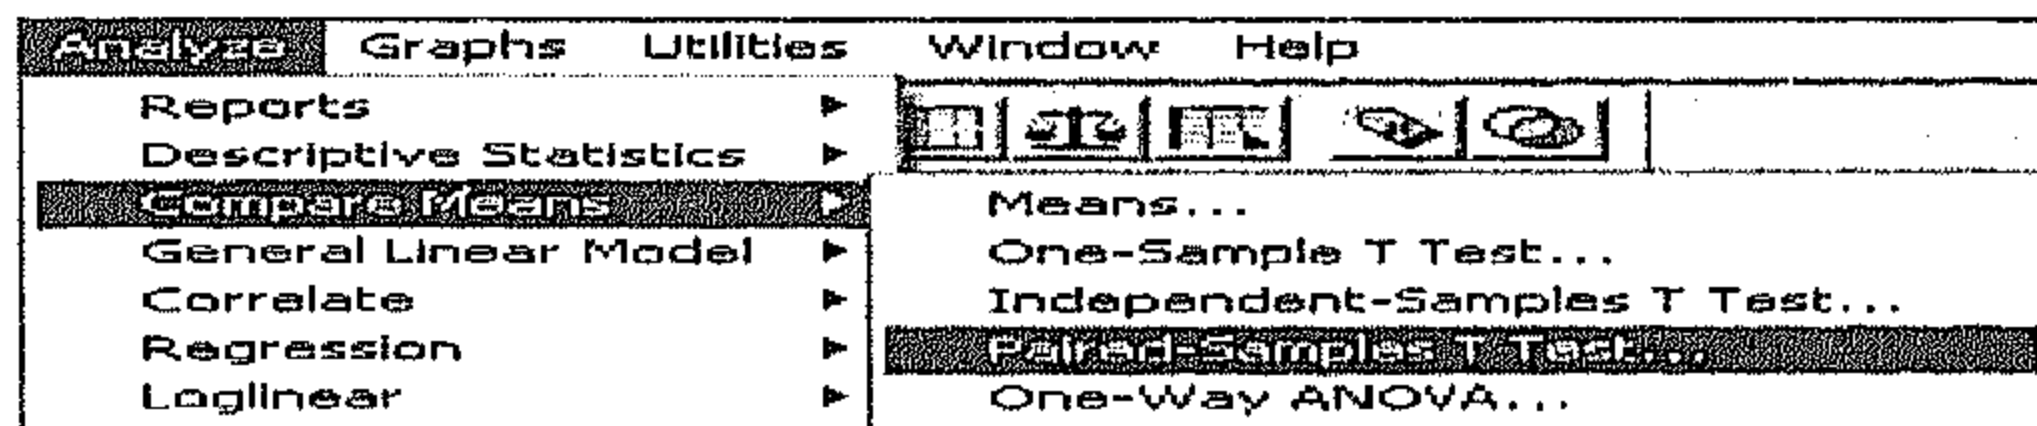 Analyze Graphs Utilities Window Help
Reports
Descriptive Statistics
Compare Means
General Linear Model
Correlate
Regression
Loglinear
Means...
One-Sample T Test...
Independent-Samples T Test...
Paired-Samples T Test...
One-Way ANOVA...